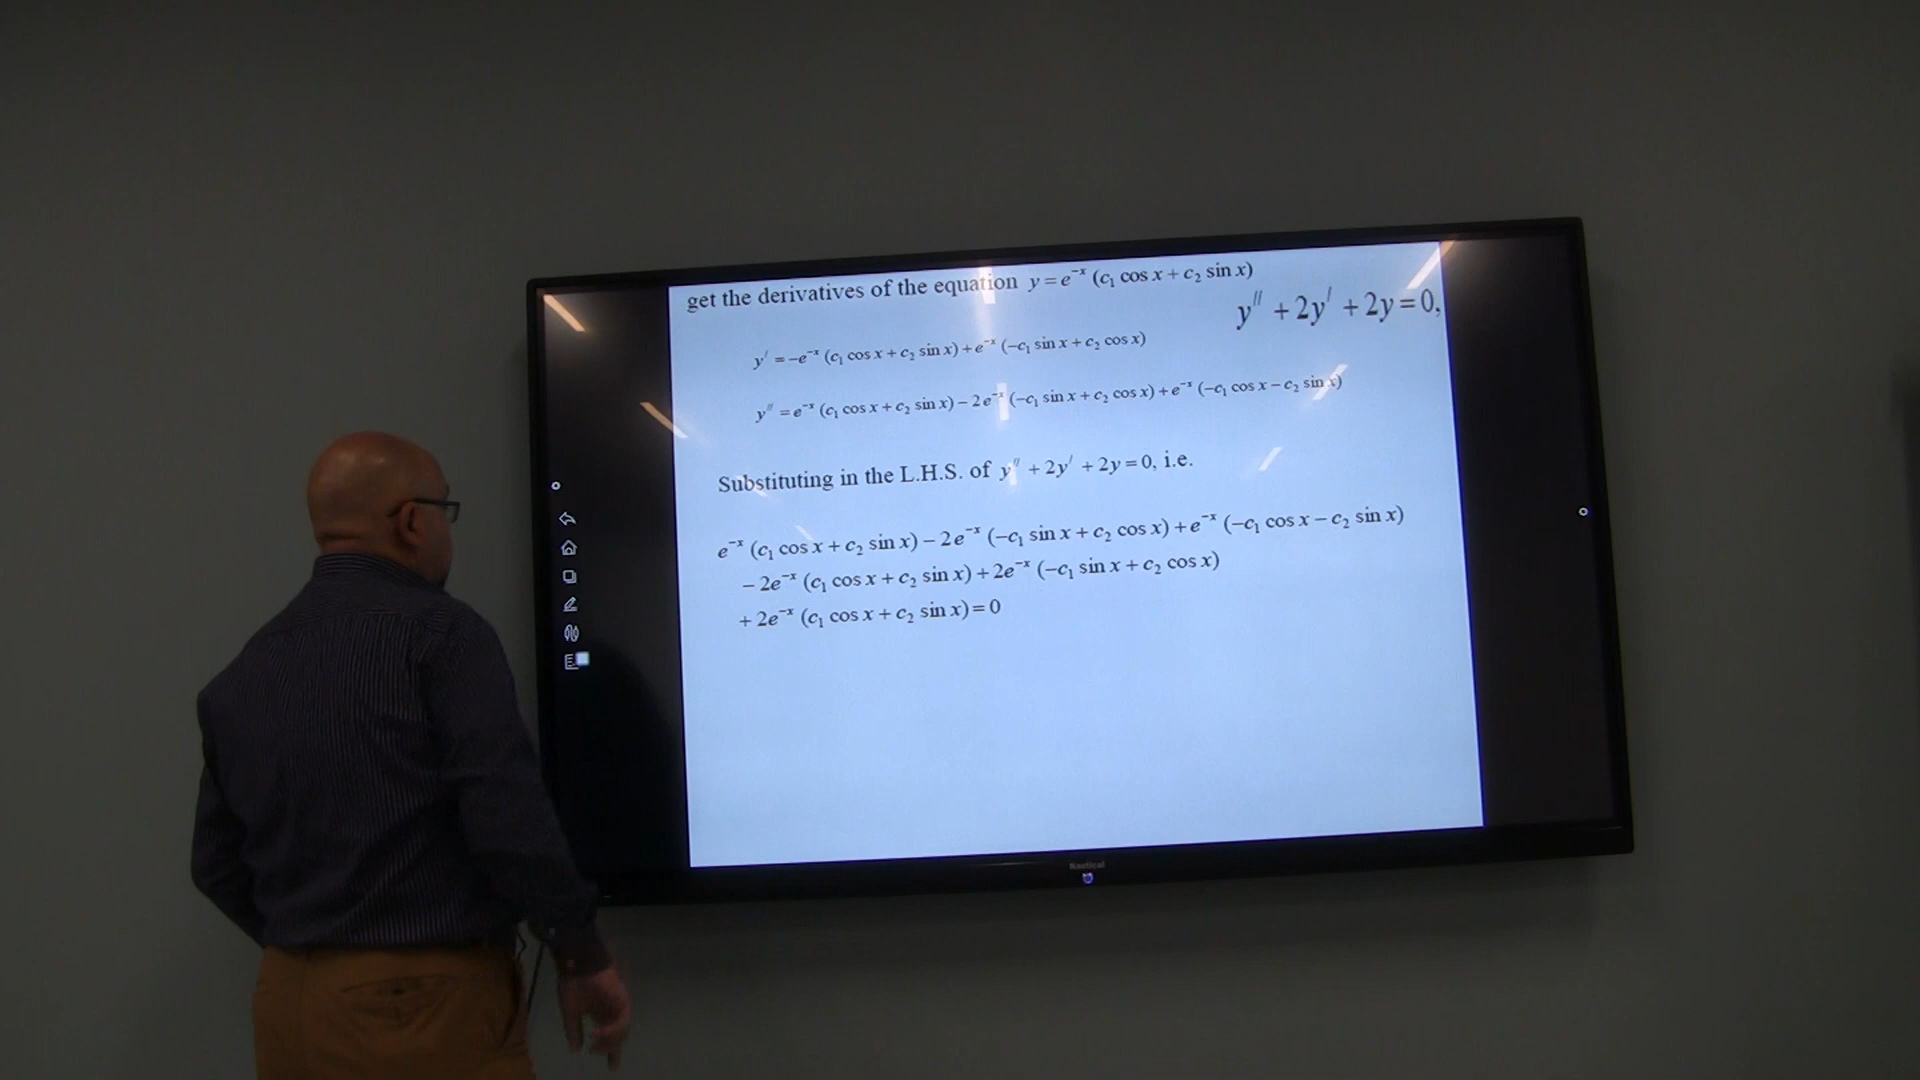 get the derivatives of the equation y = e⁻ˣ (c₁ cos x + c₂ sin x)
y′′ + 2y′ + 2y = 0,
y′ = −e⁻ˣ (c₁ cos x + c₂ sin x) + e⁻ˣ (−c₁ sin x + c₂ cos x)
y′′ = e⁻ˣ (c₁ cos x + c₂ sin x) − 2e⁻ˣ (−c₁ sin x + c₂ cos x) + e⁻ˣ (−c₁ cos x − c₂ sin x)
Substituting in the L.H.S. of y′′ + 2y′ + 2y = 0, i.e.
e⁻ˣ (c₁ cos x + c₂ sin x) − 2e⁻ˣ (−c₁ sin x + c₂ cos x) + e⁻ˣ (−c₁ cos x − c₂ sin x)
− 2e⁻ˣ (c₁ cos x + c₂ sin x) + 2e⁻ˣ (−c₁ sin x + c₂ cos x)
+ 2e⁻ˣ (c₁ cos x + c₂ sin x) = 0
Nautical